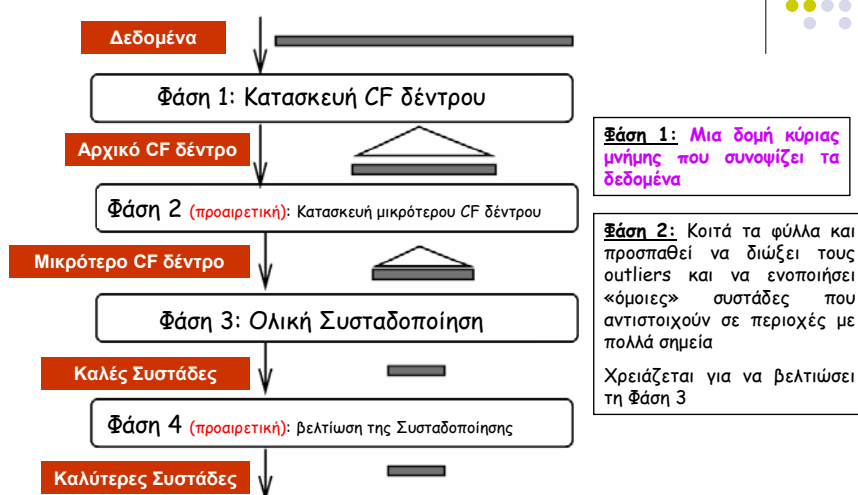 Δεδομένα
Φάση 1: Κατασκευή CF δέντρου
Αρχικό CF δέντρο
Φάση 2 (προαιρετική): Κατασκευή μικρότερου CF δέντρου
Μικρότερο CF δέντρο
Φάση 3: Ολική Συσταδοποίηση
Καλές Συστάδες
Φάση 4 (προαιρετική): βελτίωση της Συσταδοποίησης
Καλύτερες Συστάδες
Φάση 1: Μια δομή κύριας
μνήμης που συνοψίζει τα
δεδομένα
Φάση 2: Κοιτά τα φύλλα και
προσπαθεί να διώξει τους
outliers και να ενοποιήσει
«όμοιες» συστάδες που
αντιστοιχούν σε περιοχές με
πολλά σημεία
Χρειάζεται για να βελτιώσει
τη Φάση 3